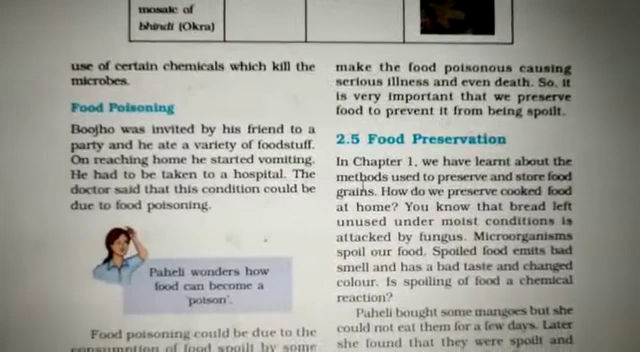 mosaic of
bhindi (Okra)
use of certain chemicals which kill the
microbes.
Food Poisoning
Boojho was invited by his friend to a
party and he ate a variety of foodstuff.
On reaching home he started vomiting.
He had to be taken to a hospital. The
doctor said that this condition could be
due to food poisoning.
Paheli wonders how
food can become a
'poison'.
Food poisoning could be due to the
consumption of food spoilt by some
make the food poisonous causing
serious illness and even death. So, it
is very important that we preserve
food to prevent it from being spoilt.
2.5 Food Preservation
In Chapter 1, we have learnt about the
methods used to preserve and store food
grains. How do we preserve cooked food
at home? You know that bread left
unused under moist conditions is
attacked by fungus. Microorganisms
spoil our food. Spoiled food emits bad
smell and has a bad taste and changed
colour. Is spoiling of food a chemical
reaction?
Paheli bought some mangoes but she
could not eat them for a few days. Later
she found that they were spoilt and